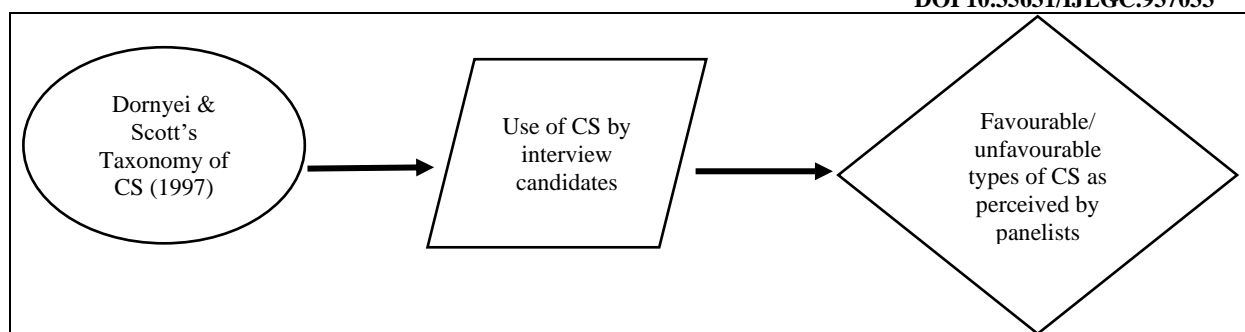 Dornyei &
Scott's
Taxonomy of
CS (1997)
Use of CS by
interview
candidates
Favourable/
unfavourable
types of CS as
perceived by
panelists